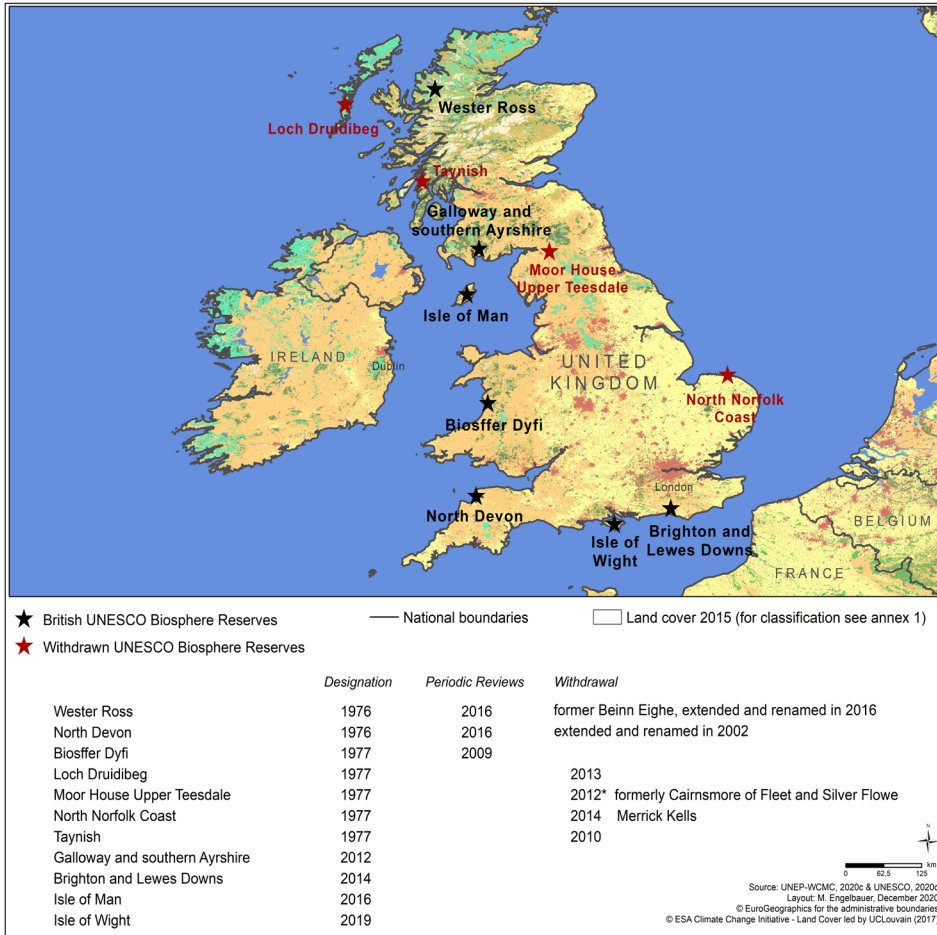 Wester Ross
Loch Druidibeg
Taynish
Galloway and
southern Ayrshire
Moor House
Upper Teesdale
Isle of Man
IRELAND
Dublin
UNITED
KINGDOM
North Norfolk
Coast
Biosffer Dyfi
London
North Devon
Isle of
Wight
Brighton and
Lewes Downs
BELGIUM
FRANCE
British UNESCO Biosphere Reserves
National boundaries
Land cover 2015 (for classification see annex 1)
Withdrawn UNESCO Biosphere Reserves
Designation Periodic Reviews Withdrawal
Wester Ross 1976 2016 former Beinn Eighe, extended and renamed in 2016
North Devon 1976 2016 extended and renamed in 2002
Biosffer Dyfi 1977 2009
Loch Druidibeg 1977 2013
Moor House Upper Teesdale 1977 2012* formerly Cairnsmore of Fleet and Silver Flowe
North Norfolk Coast 1977 2014 Merrick Kells
Taynish 1977 2010
Galloway and southern Ayrshire 2012
Brighton and Lewes Downs 2014
Isle of Man 2016
Isle of Wight 2019
N
km
0 62,5 125
Source: UNEP-WCMC, 2020c & UNESCO, 2020c
Layout: M. Engelbauer, December 2020
© EuroGeographics for the administrative boundaries
© ESA Climate Change Initiative - Land Cover led by UCLouvain (2017)